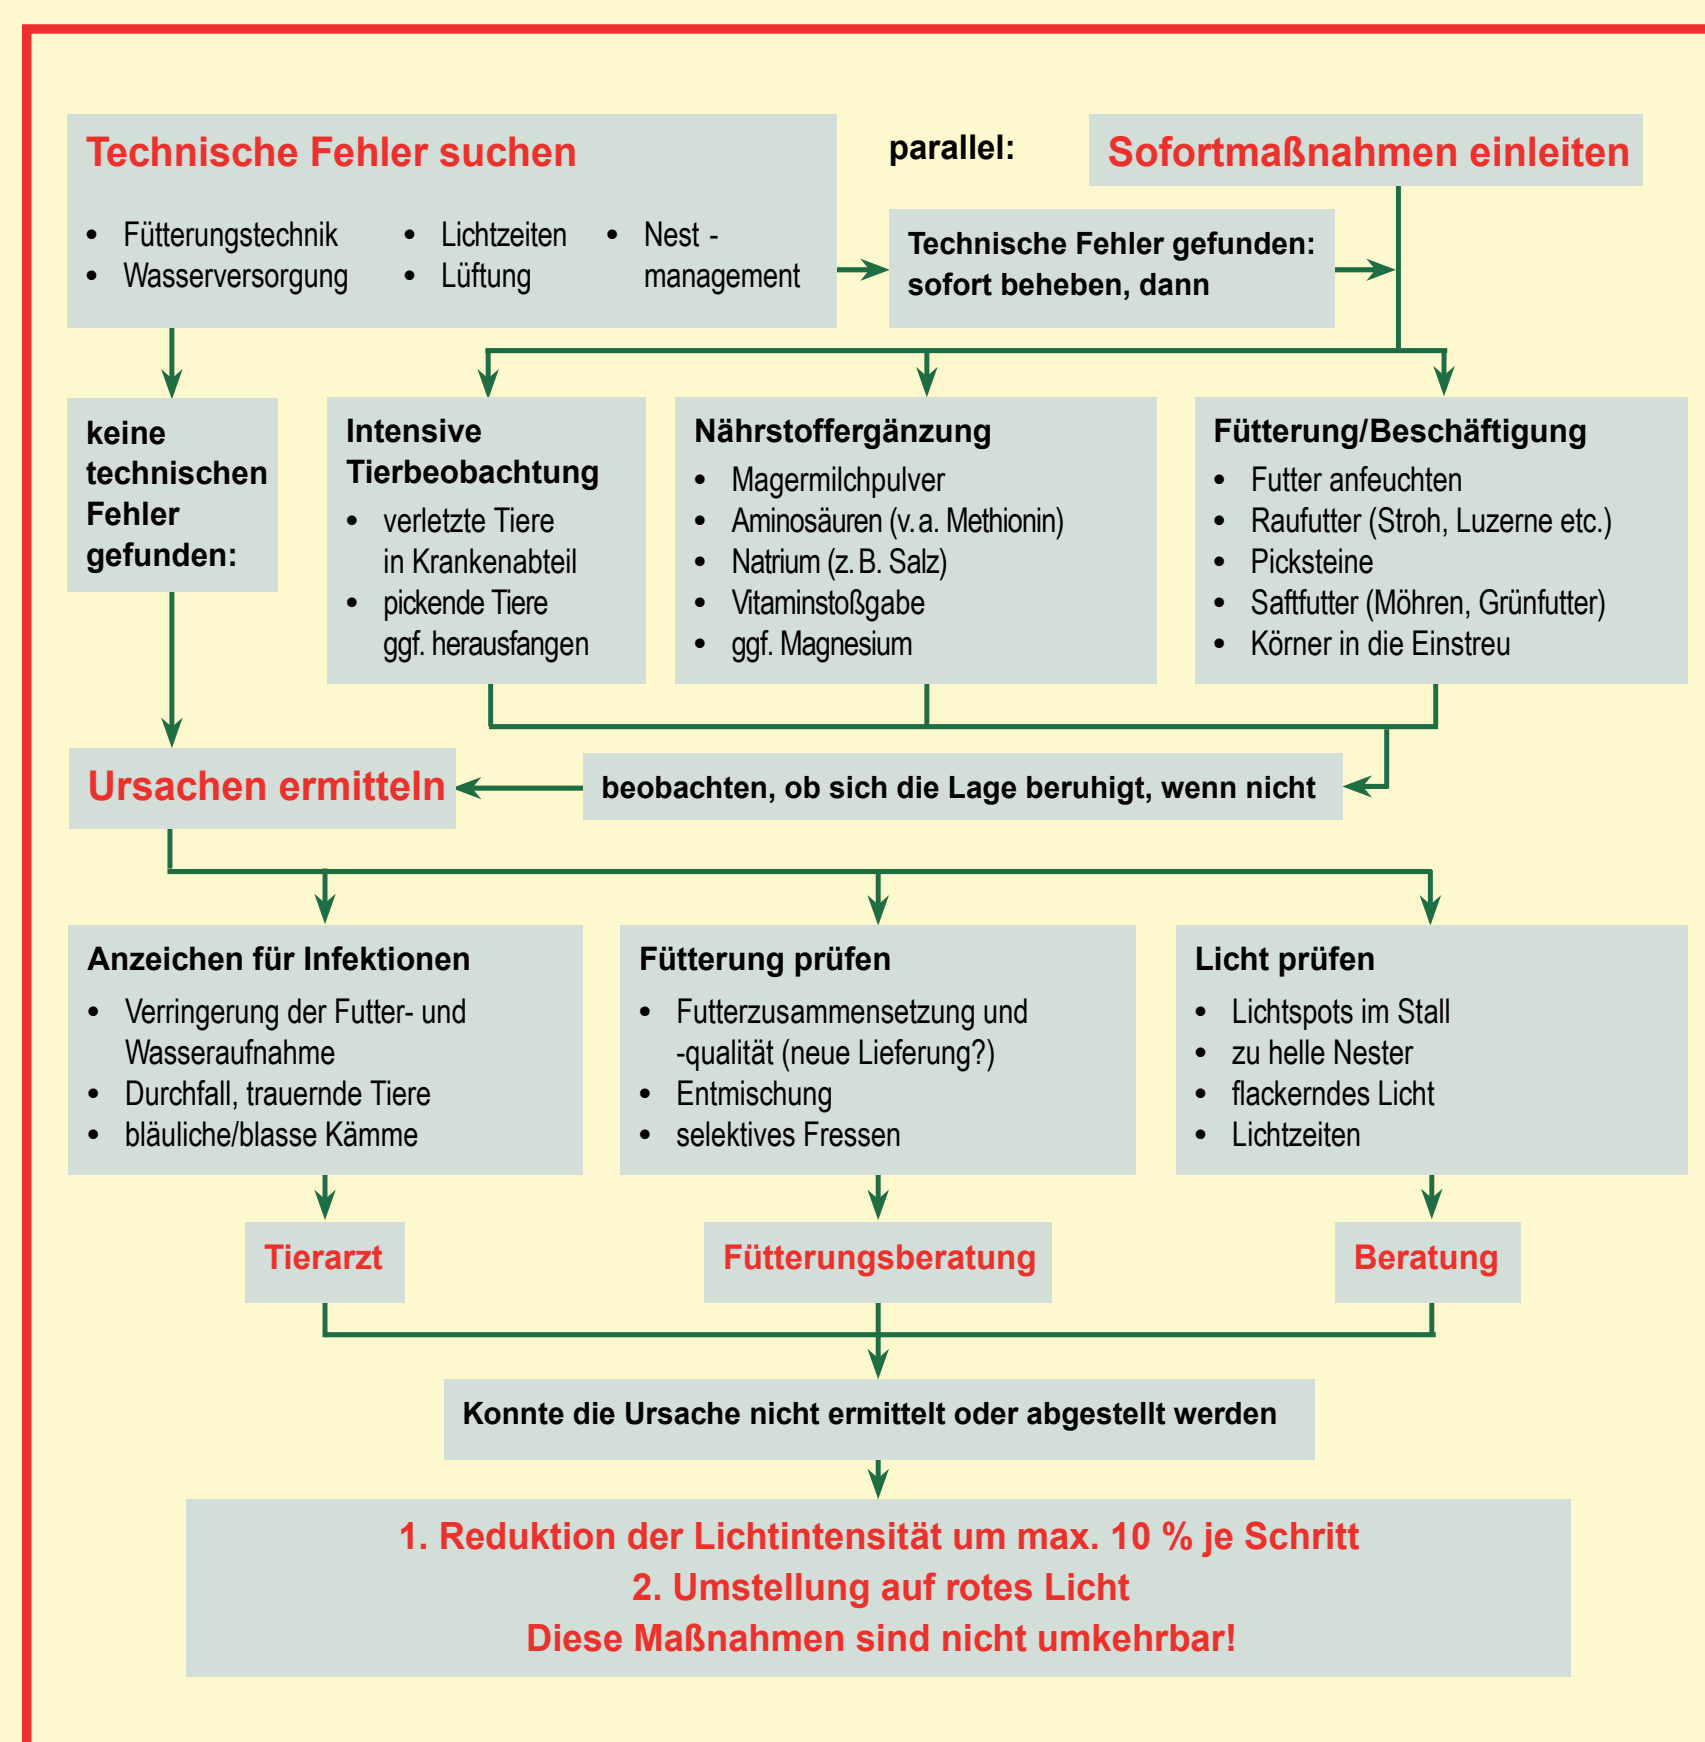 Technische Fehler suchen
• Fütterungstechnik
• Wasserversorgung
• Lichtzeiten
• Lüftung
• Nest -
management
parallel:
Sofortmaßnahmen einleiten
Technische Fehler gefunden:
sofort beheben, dann
keine
technischen
Fehler
gefunden:
Intensive
Tierbeobachtung
• verletzte Tiere
in Krankenabteil
• pickende Tiere
ggf. herausfangen
Nährstoffergänzung
• Magermilchpulver
• Aminosäuren (v. a. Methionin)
• Natrium (z. B. Salz)
• Vitaminstoßgabe
• ggf. Magnesium
Fütterung/Beschäftigung
• Futter anfeuchten
• Raufutter (Stroh, Luzerne etc.)
• Picksteine
• Saftfutter (Möhren, Grünfutter)
• Körner in die Einstreu
Ursachen ermitteln
beobachten, ob sich die Lage beruhigt, wenn nicht
Anzeichen für Infektionen
• Verringerung der Futter- und
Wasseraufnahme
• Durchfall, trauernde Tiere
• bläuliche/blasse Kämme
Fütterung prüfen
• Futterzusammensetzung und
-qualität (neue Lieferung?)
• Entmischung
• selektives Fressen
Licht prüfen
• Lichtspots im Stall
• zu helle Nester
• flackerndes Licht
• Lichtzeiten
Tierarzt
Fütterungsberatung
Beratung
Konnte die Ursache nicht ermittelt oder abgestellt werden
1. Reduktion der Lichtintensität um max. 10 % je Schritt
2. Umstellung auf rotes Licht
Diese Maßnahmen sind nicht umkehrbar!